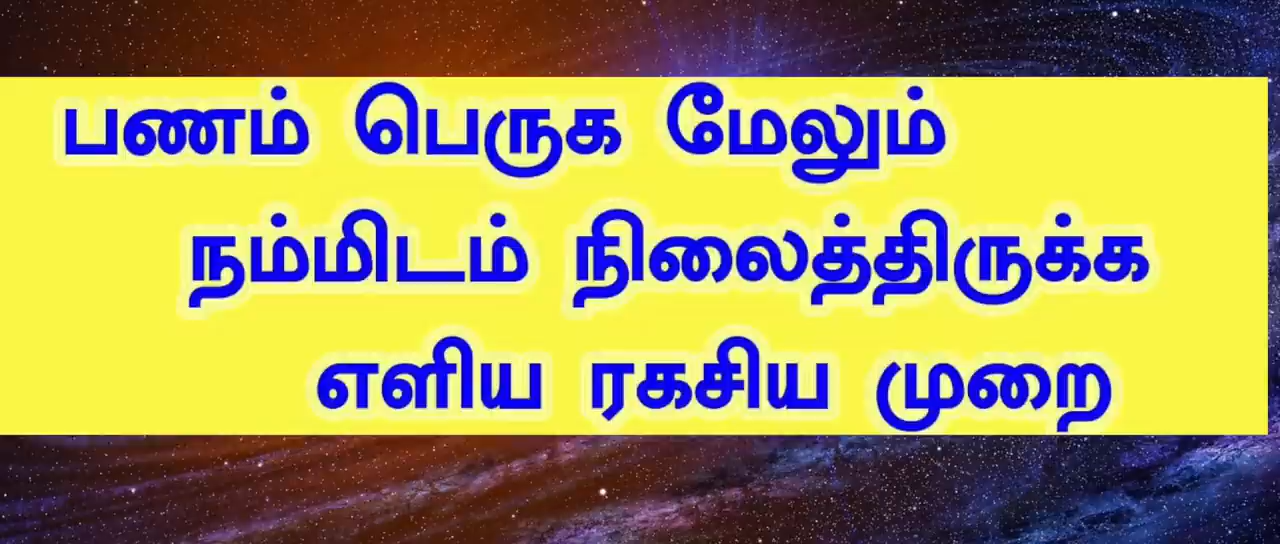 பணம் பெருக மேலும்
நம்மிடம் நிலைத்திருக்க
எளிய ரகசிய முறை